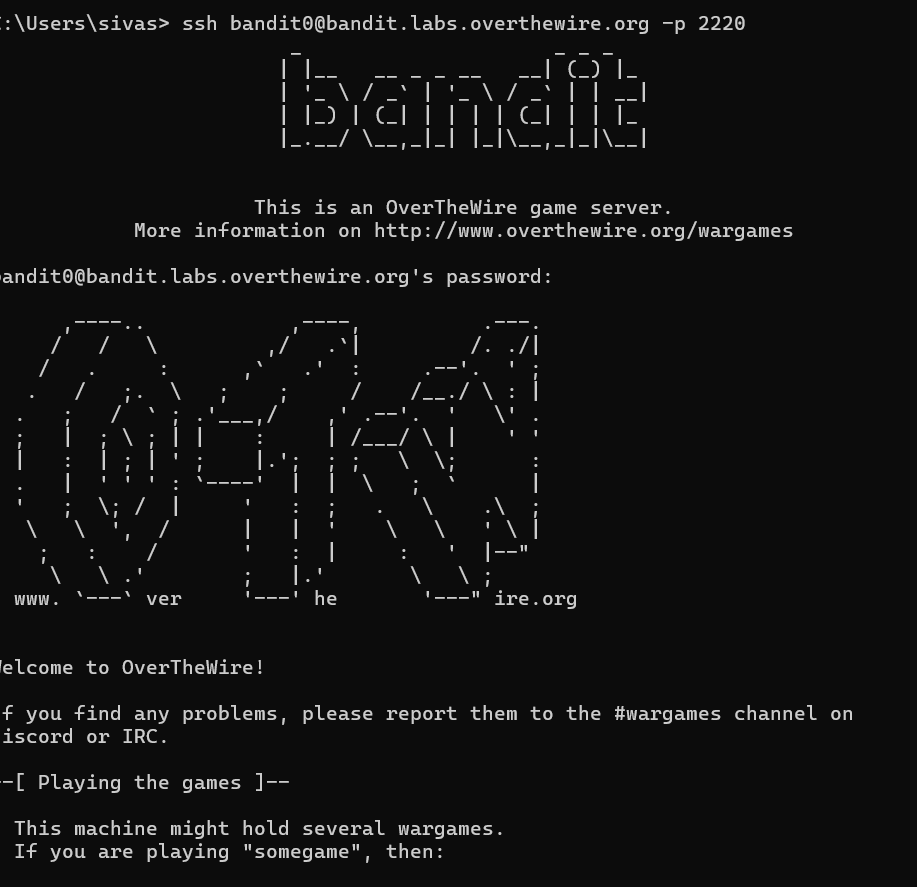 :\Users\sivas> ssh bandit0@bandit.labs.overthewire.org -p 2220
bandit
This is an OverTheWire game server.
More information on http://www.overthewire.org/wargames
andit0@bandit.labs.overthewire.org's password:
www. ver he ire.org
elcome to OverTheWire!
f you find any problems, please report them to the #wargames channel on
iscord or IRC.
--[ Playing the games ]--
This machine might hold several wargames.
If you are playing "somegame", then: